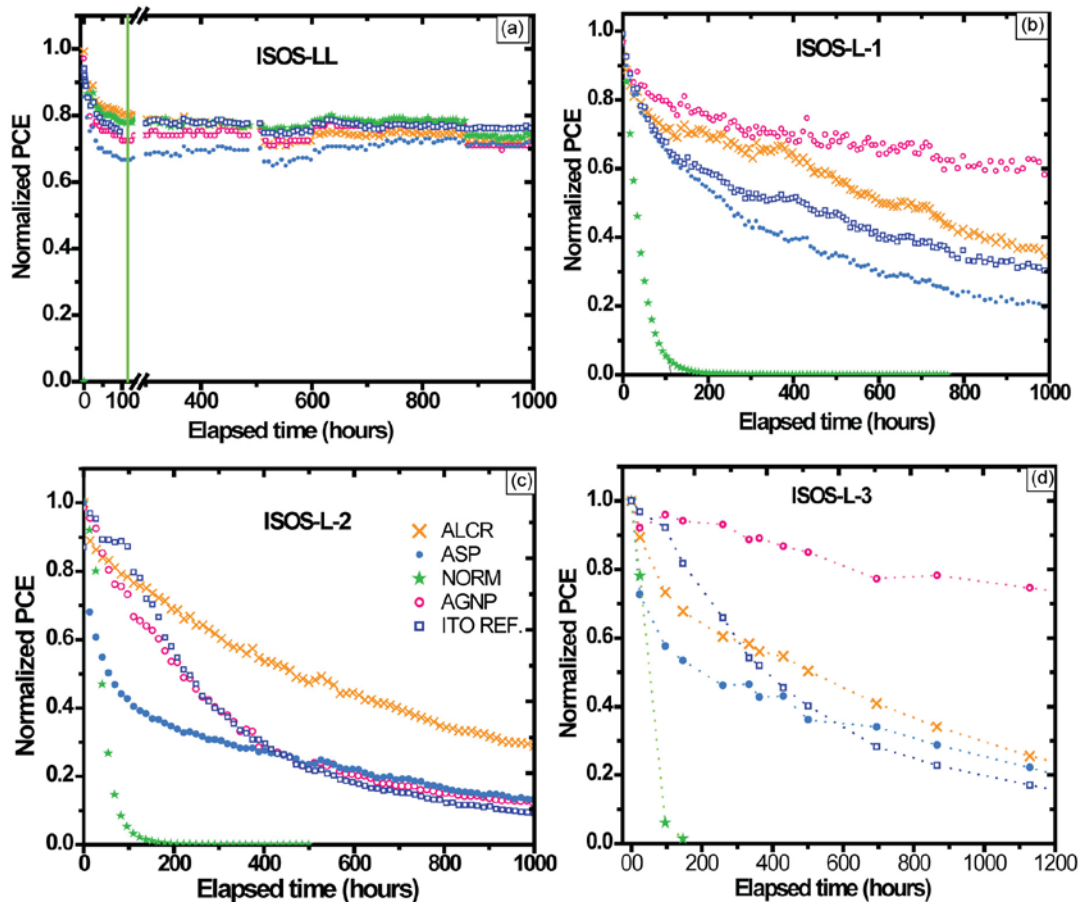 (a)
ISOS-LL
Normalized PCE
1.0
0.8
0.6
0.4
0.2
0.0
0 100 400 600 800 1000
Elapsed time (hours)
(b)
ISOS-L-1
Normalized PCE
1.0
0.8
0.6
0.4
0.2
0.0
0 200 400 600 800 1000
Elapsed time (hours)
(c)
ISOS-L-2
ALCR
ASP
NORM
AGNP
ITO REF.
Normalized PCE
1.0
0.8
0.6
0.4
0.2
0.0
0 200 400 600 800 1000
Elapsed time (hours)
(d)
ISOS-L-3
Normalized PCE
1.0
0.8
0.6
0.4
0.2
0.0
0 200 400 600 800 1000 1200
Elapsed time (hours)